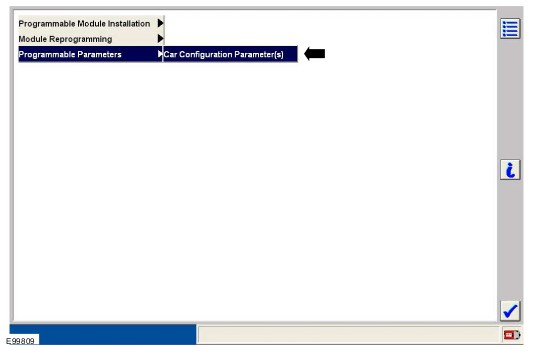 Programmable Module Installation
Module Reprogramming
Programmable Parameters Car Configuration Parameter(s)
E99809